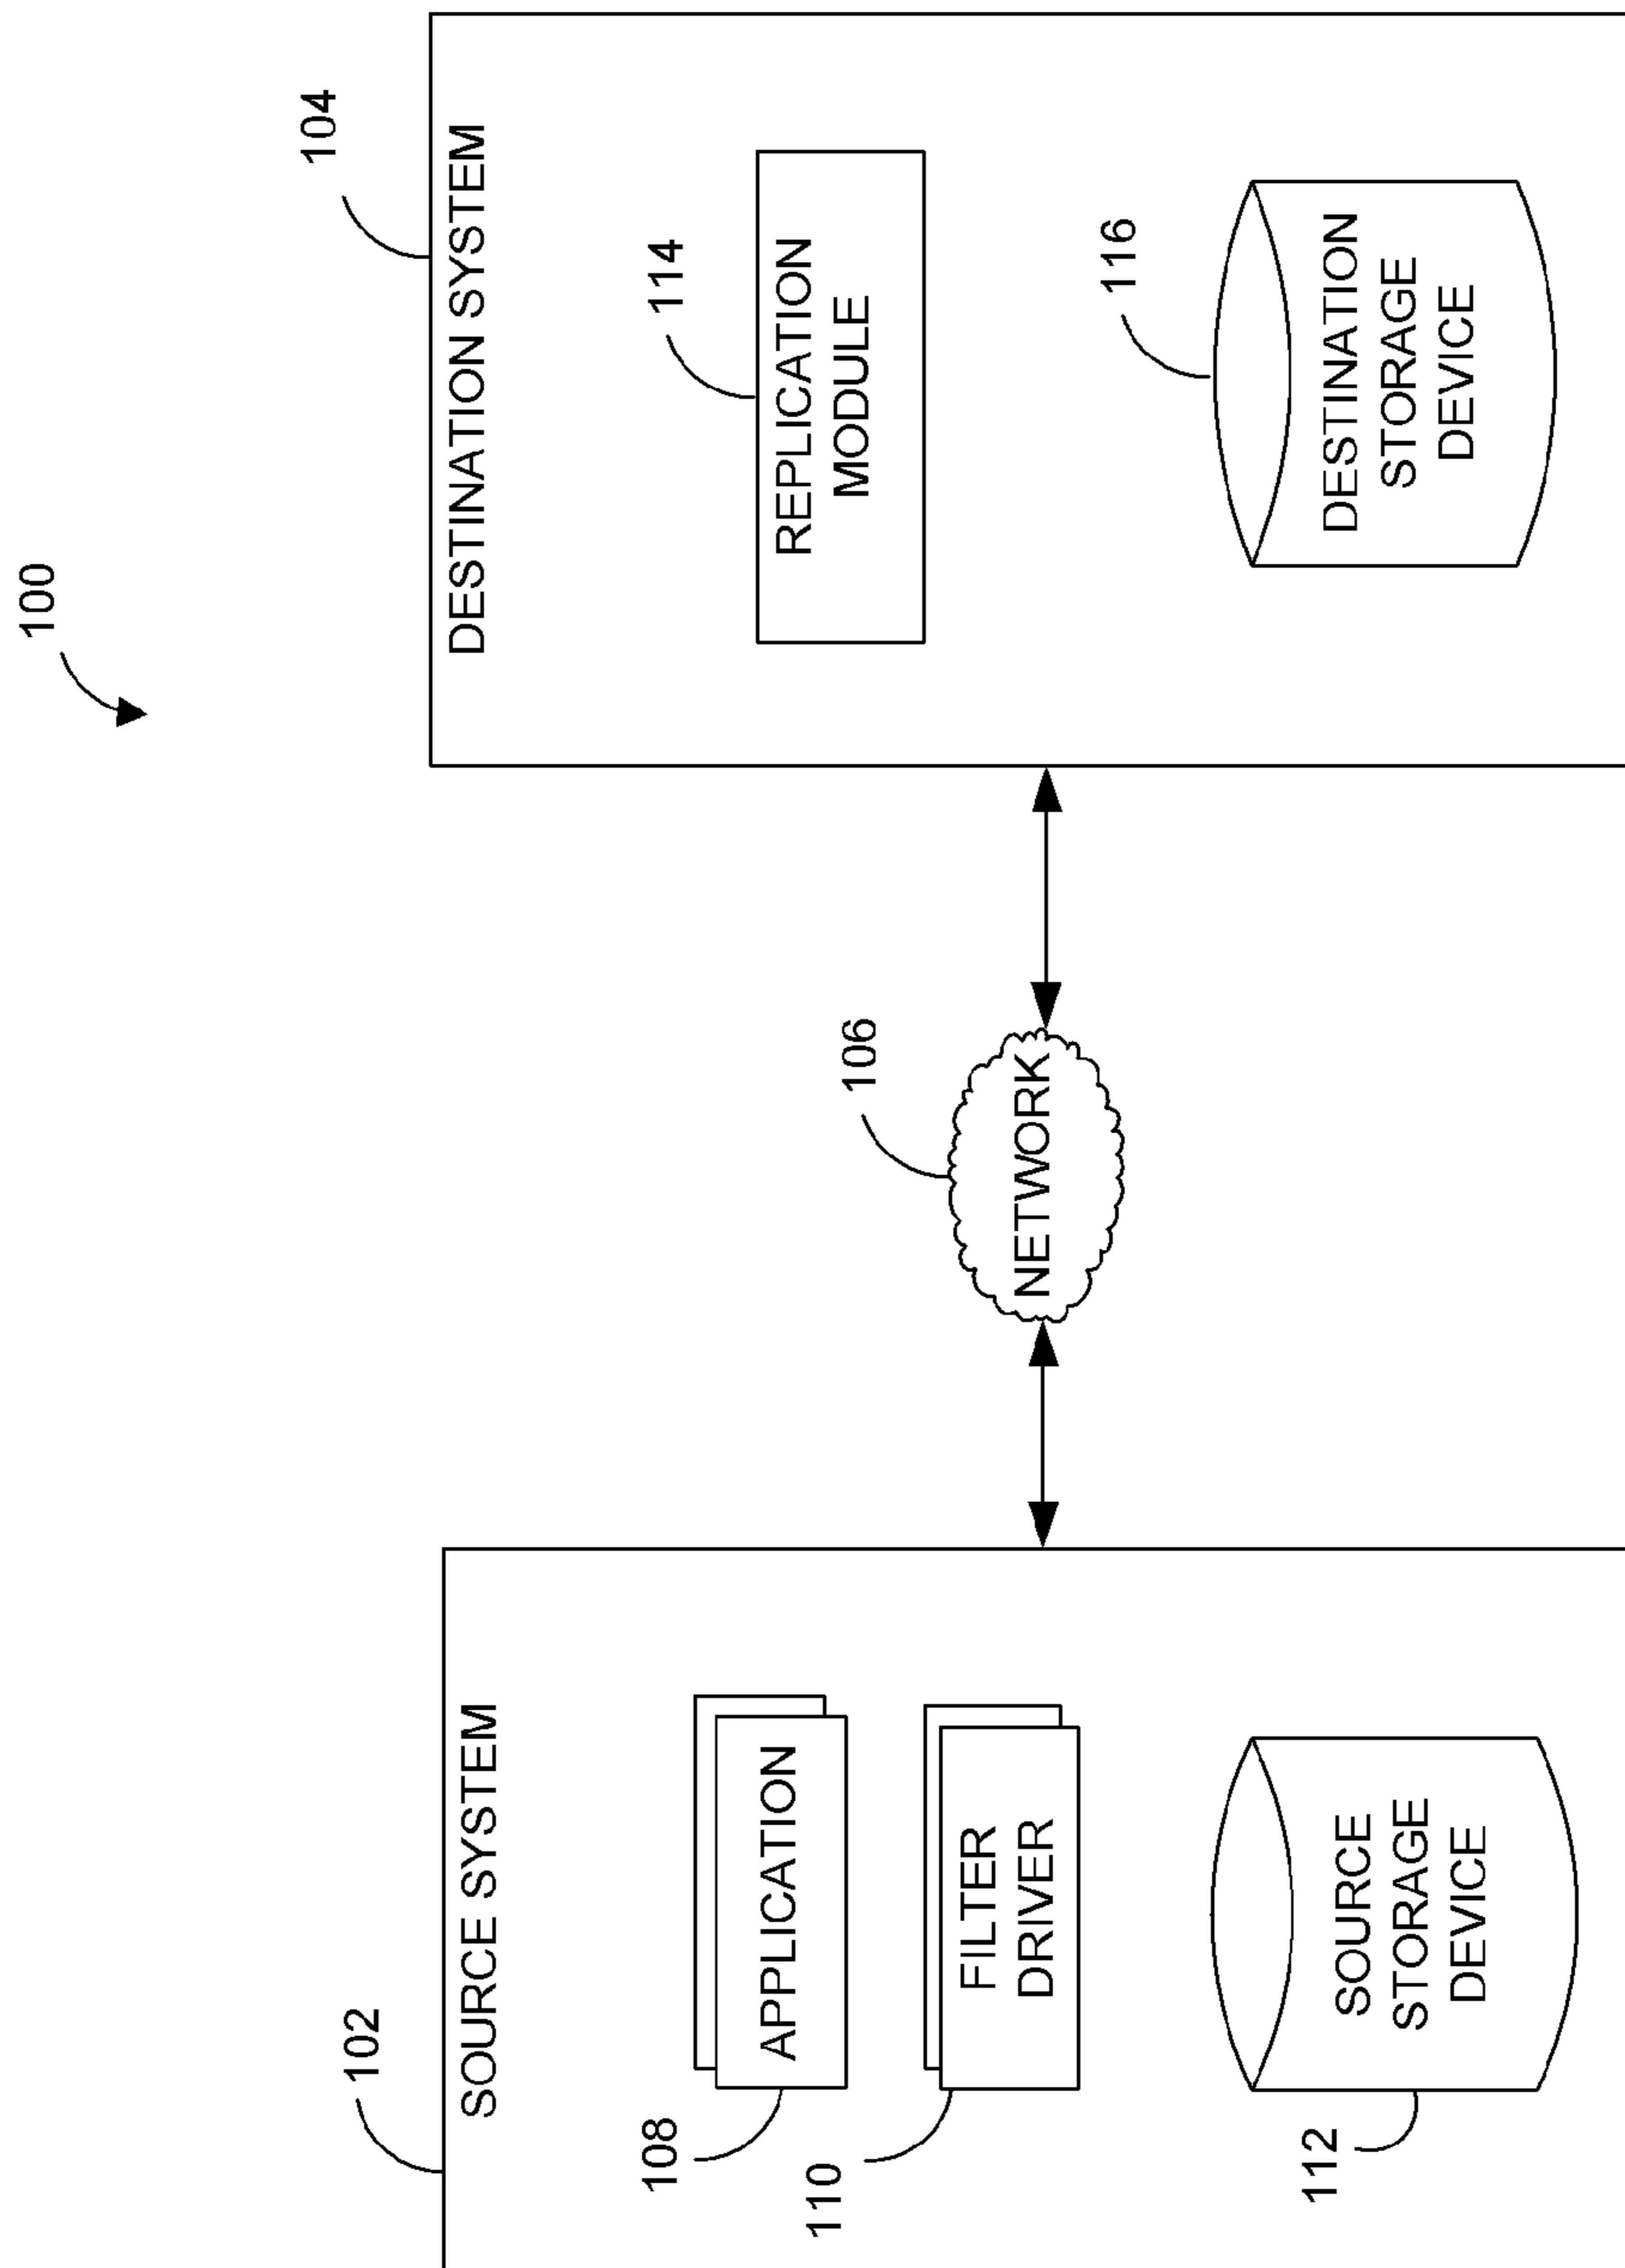 100
102
SOURCE SYSTEM
108
APPLICATION
110
FILTER
DRIVER
112
SOURCE
STORAGE
DEVICE
106
NETWORK
104
DESTINATION SYSTEM
114
REPLICATION
MODULE
116
DESTINATION
STORAGE
DEVICE